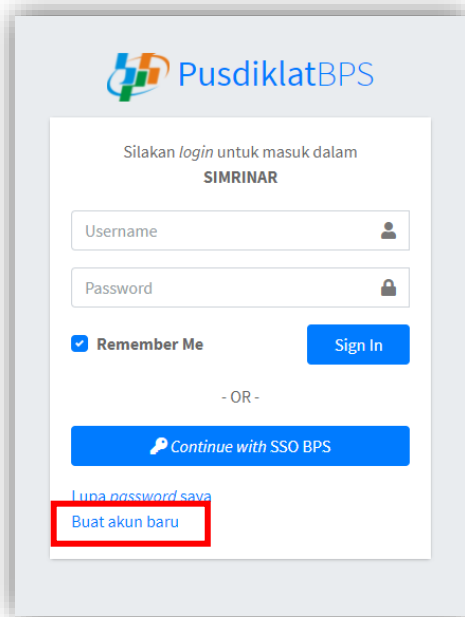 PusdiklatBPS
Silakan login untuk masuk dalam
SIMRINAR
Username
Password
Remember Me
Sign In
- OR -
Continue with SSO BPS
Lupa password saya
Buat akun baru